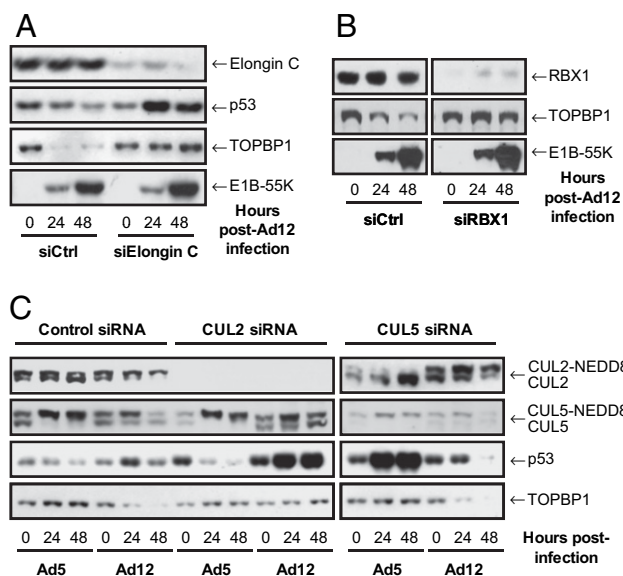 A
←Elongin C
←p53
←TOPBP1
←E1B-55K
0 24 48 0 24 48
siCtrl siElongin C
Hours
post-Ad12
infection
B
←RBX1
←TOPBP1
←E1B-55K
0 24 48 0 24 48
siCtrl siRBX1
Hours
post-Ad12
infection
C
Control siRNA CUL2 siRNA CUL5 siRNA
←CUL2-NEDD8
CUL2
←CUL5-NEDD8
CUL5
←p53
←TOPBP1
0 24 48 0 24 48 0 24 48 0 24 48 0 24 48 0 24 48
Ad5 Ad12 Ad5 Ad12 Ad5 Ad12
Hours post-
infection